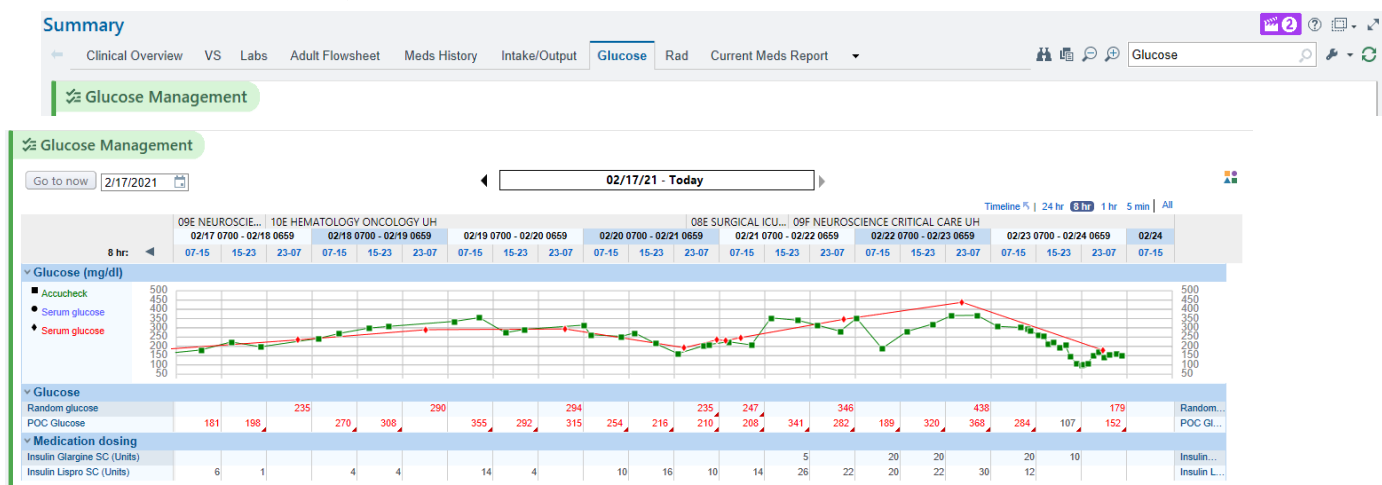 Summary
2
Clinical Overview VS Labs Adult Flowsheet Meds History Intake/Output Glucose Rad Current Meds Report Glucose
Glucose Management
Glucose Management
Go to now 2/17/2021 02/17/21 - Today
Timeline | 24 hr 8 hr 1 hr 5 min | All
09E NEUROSCIE... 10E HEMATOLOGY ONCOLOGY UH 08E SURGICAL ICU... 09F NEUROSCIENCE CRITICAL CARE UH
02/17 0700 - 02/18 0659 02/18 0700 - 02/19 0659 02/19 0700 - 02/20 0659 02/20 0700 - 02/21 0659 02/21 0700 - 02/22 0659 02/22 0700 - 02/23 0659 02/23 0700 - 02/24 0659 02/24
8 hr: 07-15 15-23 23-07 07-15 15-23 23-07 07-15 15-23 23-07 07-15 15-23 23-07 07-15 15-23 23-07 07-15 15-23 23-07 07-15 15-23 23-07 07-15
Glucose (mg/dl)
Accucheck
Serum glucose
Serum glucose
500 500
450 450
400 400
350 350
300 300
250 250
200 200
150 150
100 100
50 50
Glucose
Random glucose 235 290 294 235 247 346 438 179 Random...
POC Glucose 181 198 270 308 355 292 315 254 216 210 208 341 282 189 320 368 284 107 152 POC Gl...
Medication dosing
Insulin Glargine SC (Units) 5 20 20 20 10 Insulin...
Insulin Lispro SC (Units) 6 1 4 4 14 4 10 16 10 14 26 22 20 22 30 12 Insulin L...